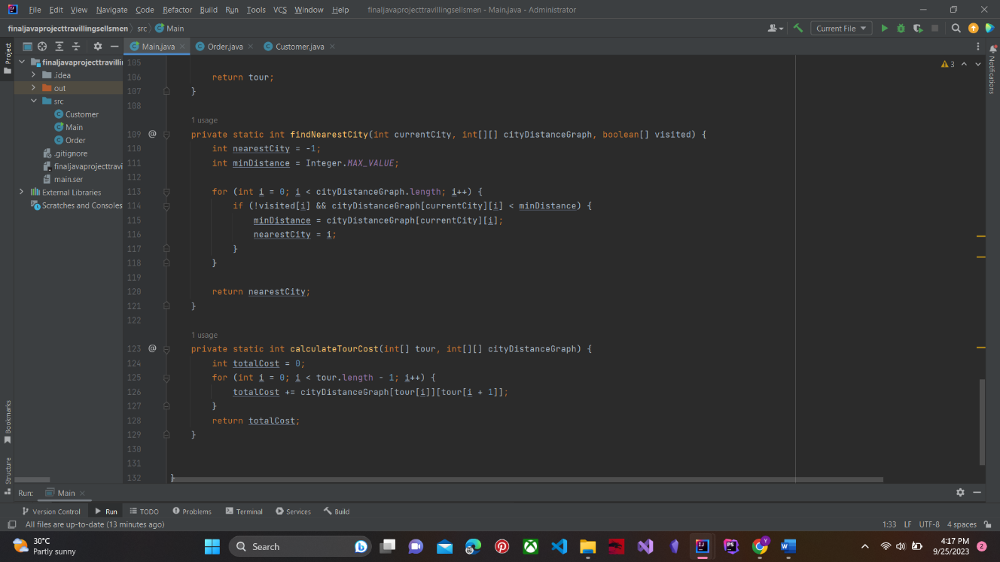 File Edit View Navigate Code Refactor Build Run Tools VCS Window Help finaljavaprojecttravillingsellsmen - Main.java - Administrator
finaljavaprojecttravillingsellsmen src Main
Current File
Project
Main.java Order.java Customer.java
finaljavaprojecttravillin
.idea
out
src
Customer
Main
Order
.gitignore
finaljavaprojecttravi
main.ser
External Libraries
Scratches and Consoles
Bookmarks
Structure
Notifications
3
105
106 return tour;
107 }
108
1 usage
109 @ private static int findNearestCity(int currentCity, int[][] cityDistanceGraph, boolean[] visited) {
110 int nearestCity = -1;
111 int minDistance = Integer.MAX_VALUE;
112
113 for (int i = 0; i < cityDistanceGraph.length; i++) {
114 if (!visited[i] && cityDistanceGraph[currentCity][i] < minDistance) {
115 minDistance = cityDistanceGraph[currentCity][i];
116 nearestCity = i;
117 }
118 }
119
120 return nearestCity;
121 }
122
1 usage
123 @ private static int calculateTourCost(int[] tour, int[][] cityDistanceGraph) {
124 int totalCost = 0;
125 for (int i = 0; i < tour.length - 1; i++) {
126 totalCost += cityDistanceGraph[tour[i]][tour[i + 1]];
127 }
128 return totalCost;
129 }
130
131
132 }
Run: Main
Version Control Run TODO Problems Terminal Services Build
All files are up-to-date (13 minutes ago) 1:33 LF UTF-8 4 spaces
30°C
Partly sunny
Search
4:17 PM
9/25/2023
2